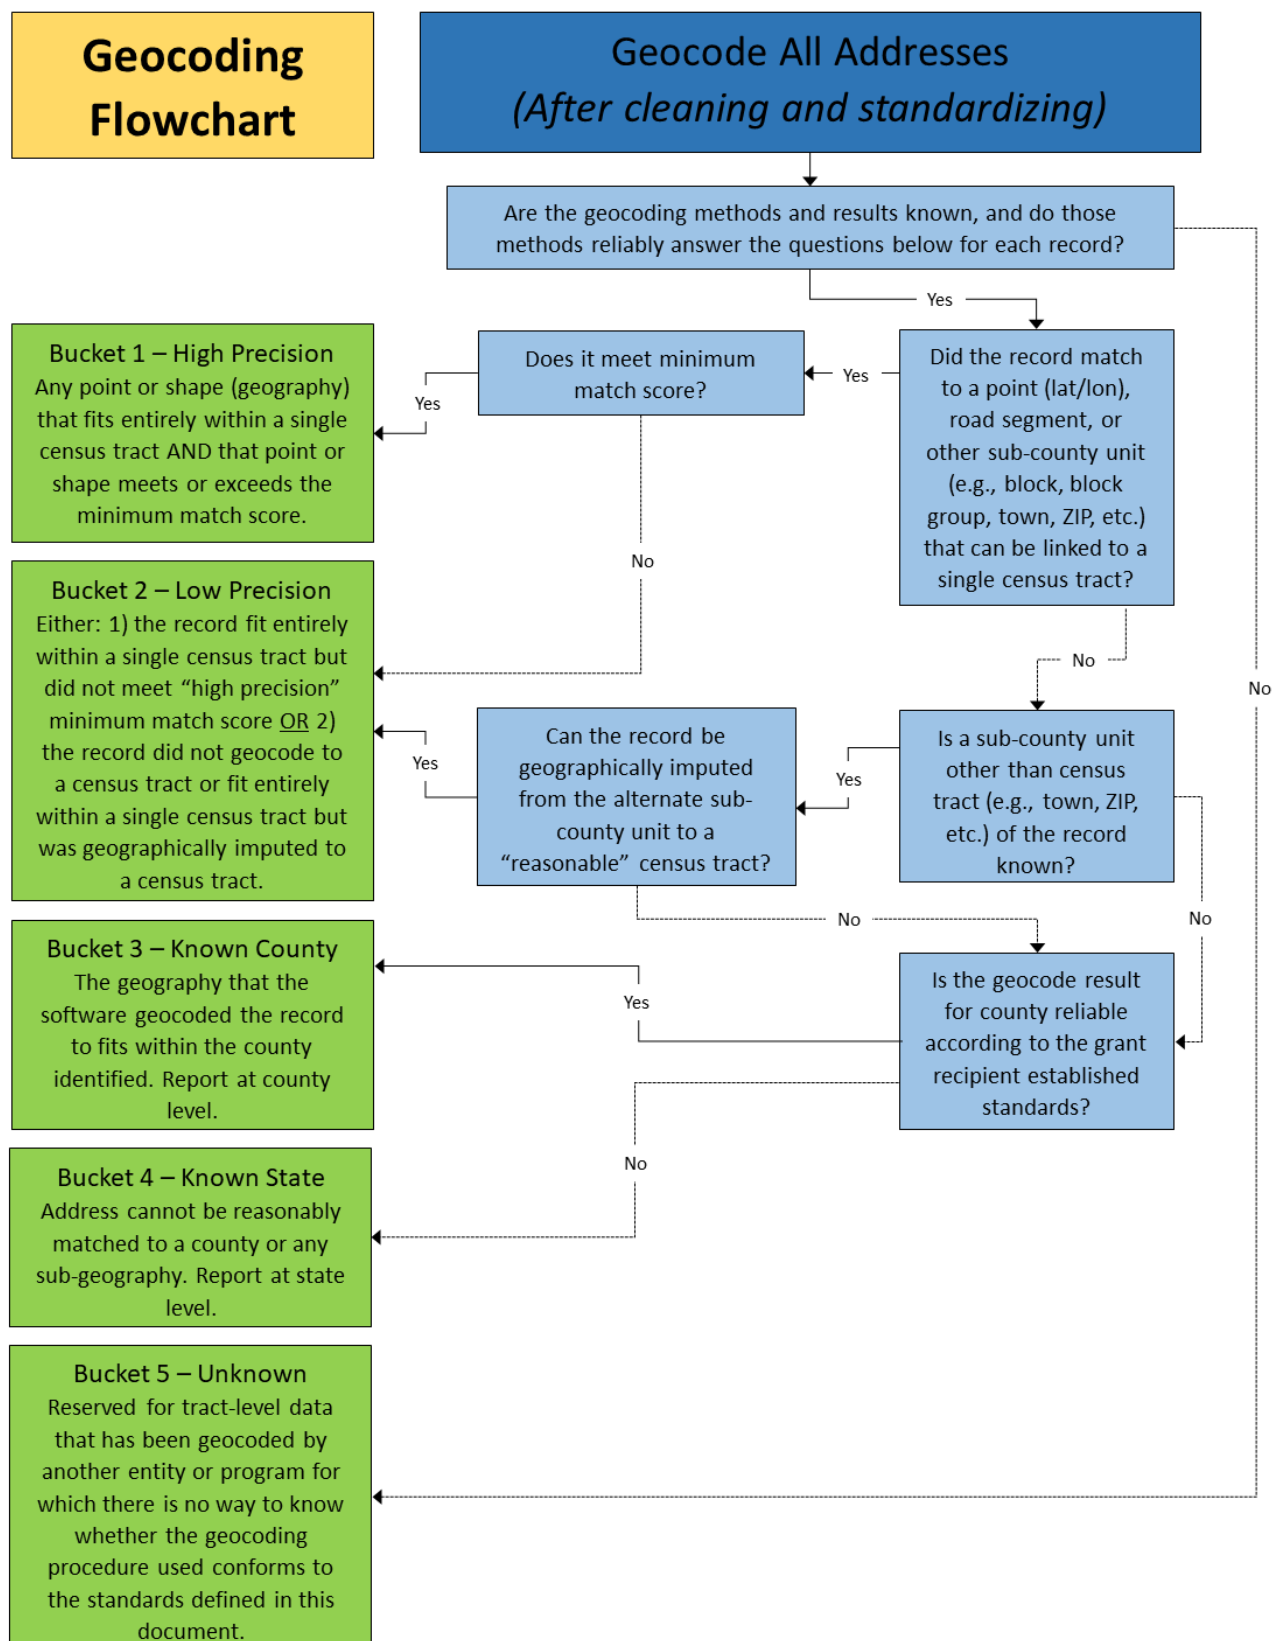 Geocoding
Flowchart
Geocode All Addresses
(After cleaning and standardizing)
Are the geocoding methods and results known, and do those
methods reliably answer the questions below for each record?
Yes
No
Did the record match
to a point (lat/lon),
road segment, or
other sub-county unit
(e.g., block, block
group, town, ZIP, etc.)
that can be linked to a
single census tract?
Yes
No
Does it meet minimum
match score?
Yes
No
Bucket 1 – High Precision
Any point or shape (geography)
that fits entirely within a single
census tract AND that point or
shape meets or exceeds the
minimum match score.
Bucket 2 – Low Precision
Either: 1) the record fit entirely
within a single census tract but
did not meet “high precision”
minimum match score OR 2)
the record did not geocode to
a census tract or fit entirely
within a single census tract but
was geographically imputed to
a census tract.
Is a sub-county unit
other than census
tract (e.g., town, ZIP,
etc.) of the record
known?
Yes
No
Can the record be
geographically imputed
from the alternate sub-
county unit to a
“reasonable” census tract?
Yes
No
Is the geocode result
for county reliable
according to the grant
recipient established
standards?
Yes
No
Bucket 3 – Known County
The geography that the
software geocoded the record
to fits within the county
identified. Report at county
level.
Bucket 4 – Known State
Address cannot be reasonably
matched to a county or any
sub-geography. Report at state
level.
Bucket 5 – Unknown
Reserved for tract-level data
that has been geocoded by
another entity or program for
which there is no way to know
whether the geocoding
procedure used conforms to
the standards defined in this
document.